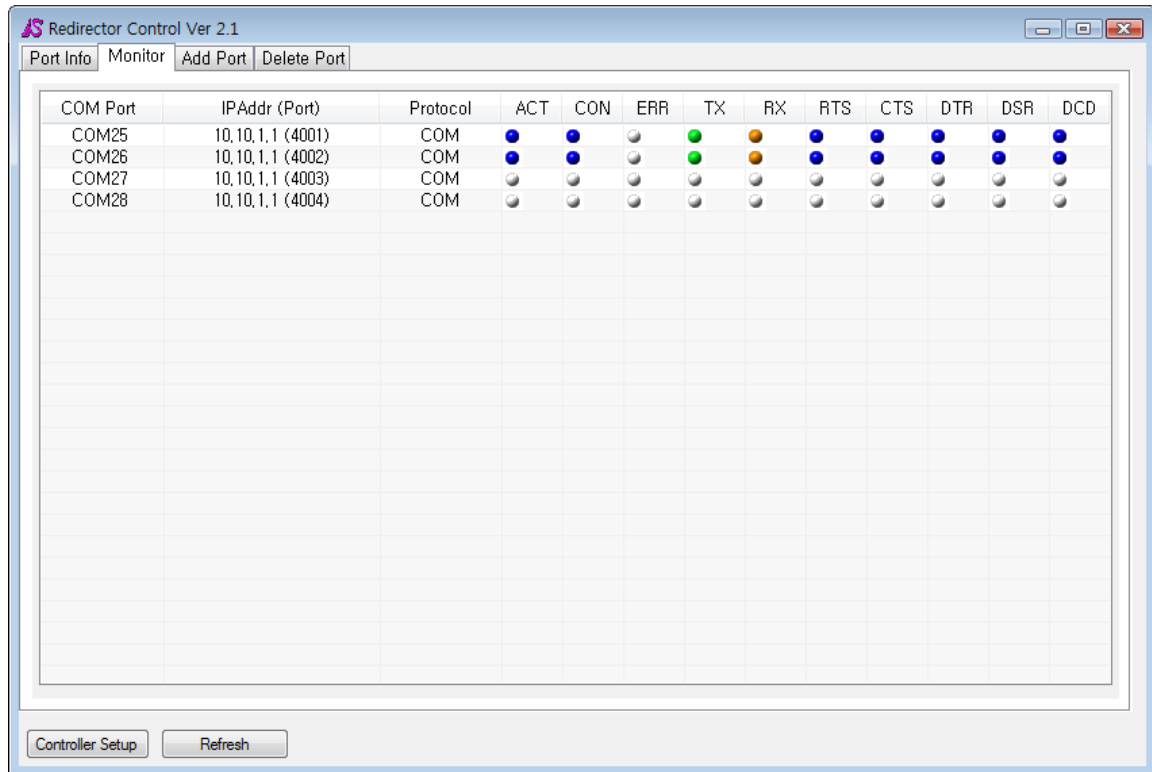 Redirector Control Ver 2.1
Port Info Monitor Add Port Delete Port
COM Port IPAddr (Port) Protocol ACT CON ERR TX RX RTS CTS DTR DSR DCD
COM25 10,10,1,1 (4001) COM
COM26 10,10,1,1 (4002) COM
COM27 10,10,1,1 (4003) COM
COM28 10,10,1,1 (4004) COM
Controller Setup Refresh